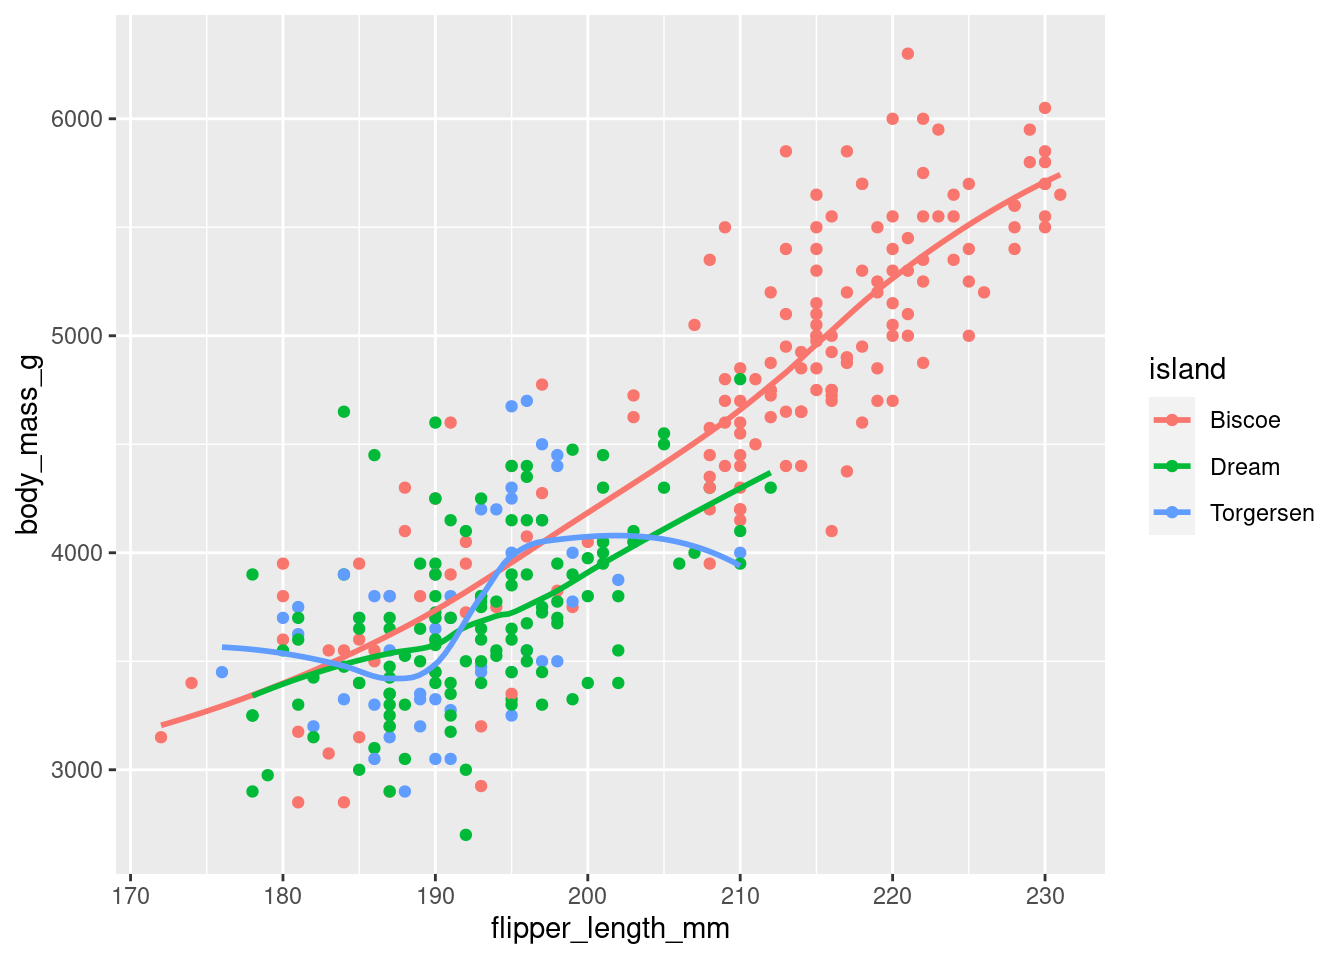 6000
5000
4000
3000
body_mass_g
170 180 190 200 210 220 230
flipper_length_mm
island
Biscoe
Dream
Torgersen